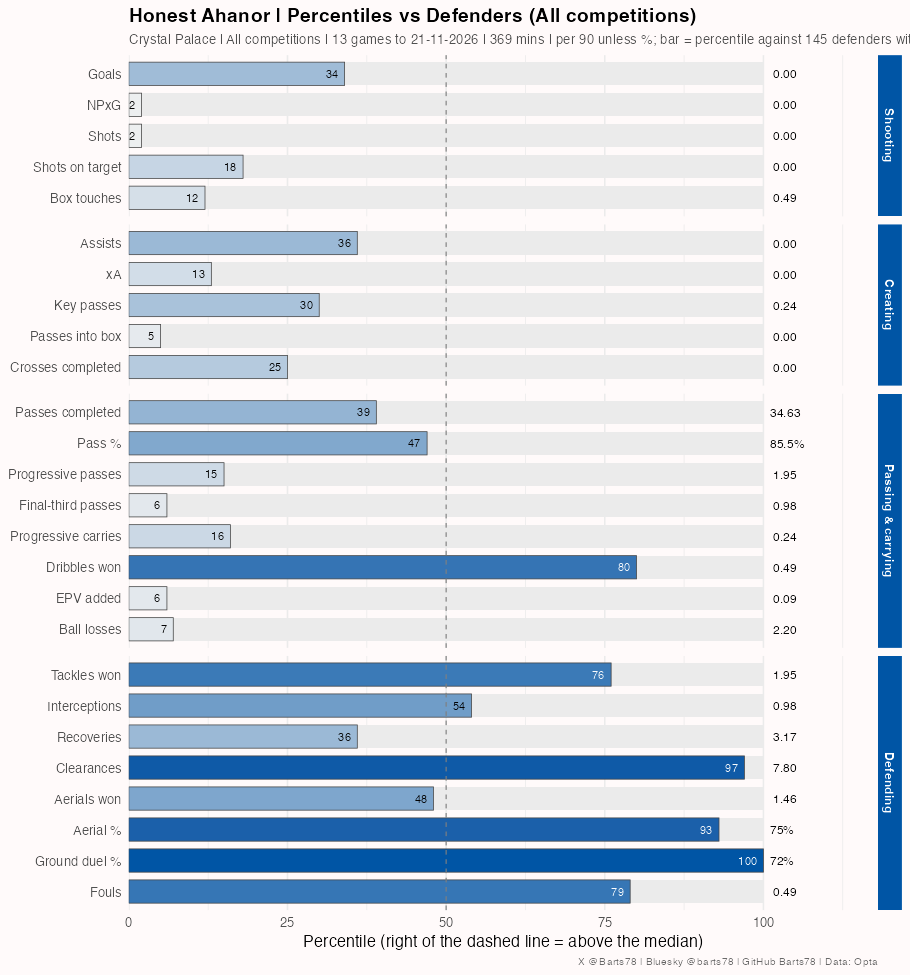 Honest Ahanor | Percentiles vs Defenders (All competitions)
Crystal Palace | All competitions | 13 games to 21-11-2026 | 369 mins | per 90 unless %; bar = percentile against 145 defenders wit
Goals 34 0.00
NPxG 2 0.00
Shots 2 0.00
Shots on target 18 0.00
Box touches 12 0.49
Shooting
Assists 36 0.00
xA 13 0.00
Key passes 30 0.24
Passes into box 5 0.00
Crosses completed 25 0.00
Creating
Passes completed 39 34.63
Pass % 47 85.5%
Progressive passes 15 1.95
Final-third passes 6 0.98
Progressive carries 16 0.24
Dribbles won 80 0.49
EPV added 6 0.09
Ball losses 7 2.20
Passing & carrying
Tackles won 76 1.95
Interceptions 54 0.98
Recoveries 36 3.17
Clearances 97 7.80
Aerials won 48 1.46
Aerial % 93 75%
Ground duel % 100 72%
Fouls 79 0.49
Defending
0 25 50 75 100
Percentile (right of the dashed line = above the median)
X @Barts78 | Bluesky @barts78 | GitHub Barts78 | Data: Opta